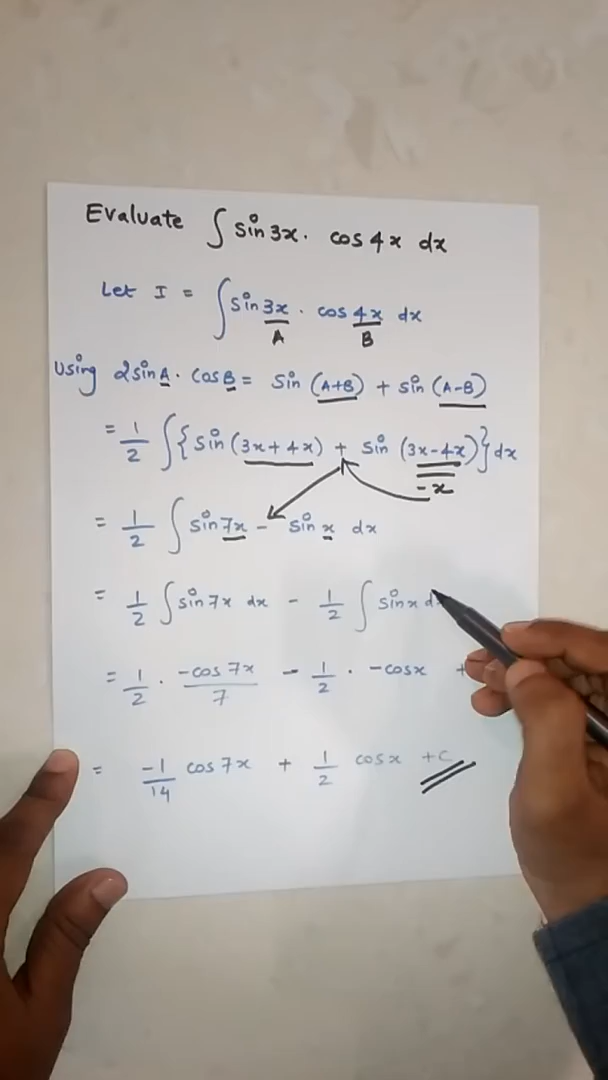 Evaluate ∫ sin 3x . cos 4x dx
Let I = ∫ sin 3x . cos 4x dx
A B
Using 2 sin A . cos B = sin (A+B) + sin (A-B)
= 1/2 ∫ { sin (3x + 4x) + sin (3x - 4x) } dx
-x
= 1/2 ∫ sin 7x - sin x dx
= 1/2 ∫ sin 7x dx - 1/2 ∫ sin x d
= 1/2 . -cos 7x / 7 - 1/2 . -cos x +
= -1/14 cos 7x + 1/2 cos x + c